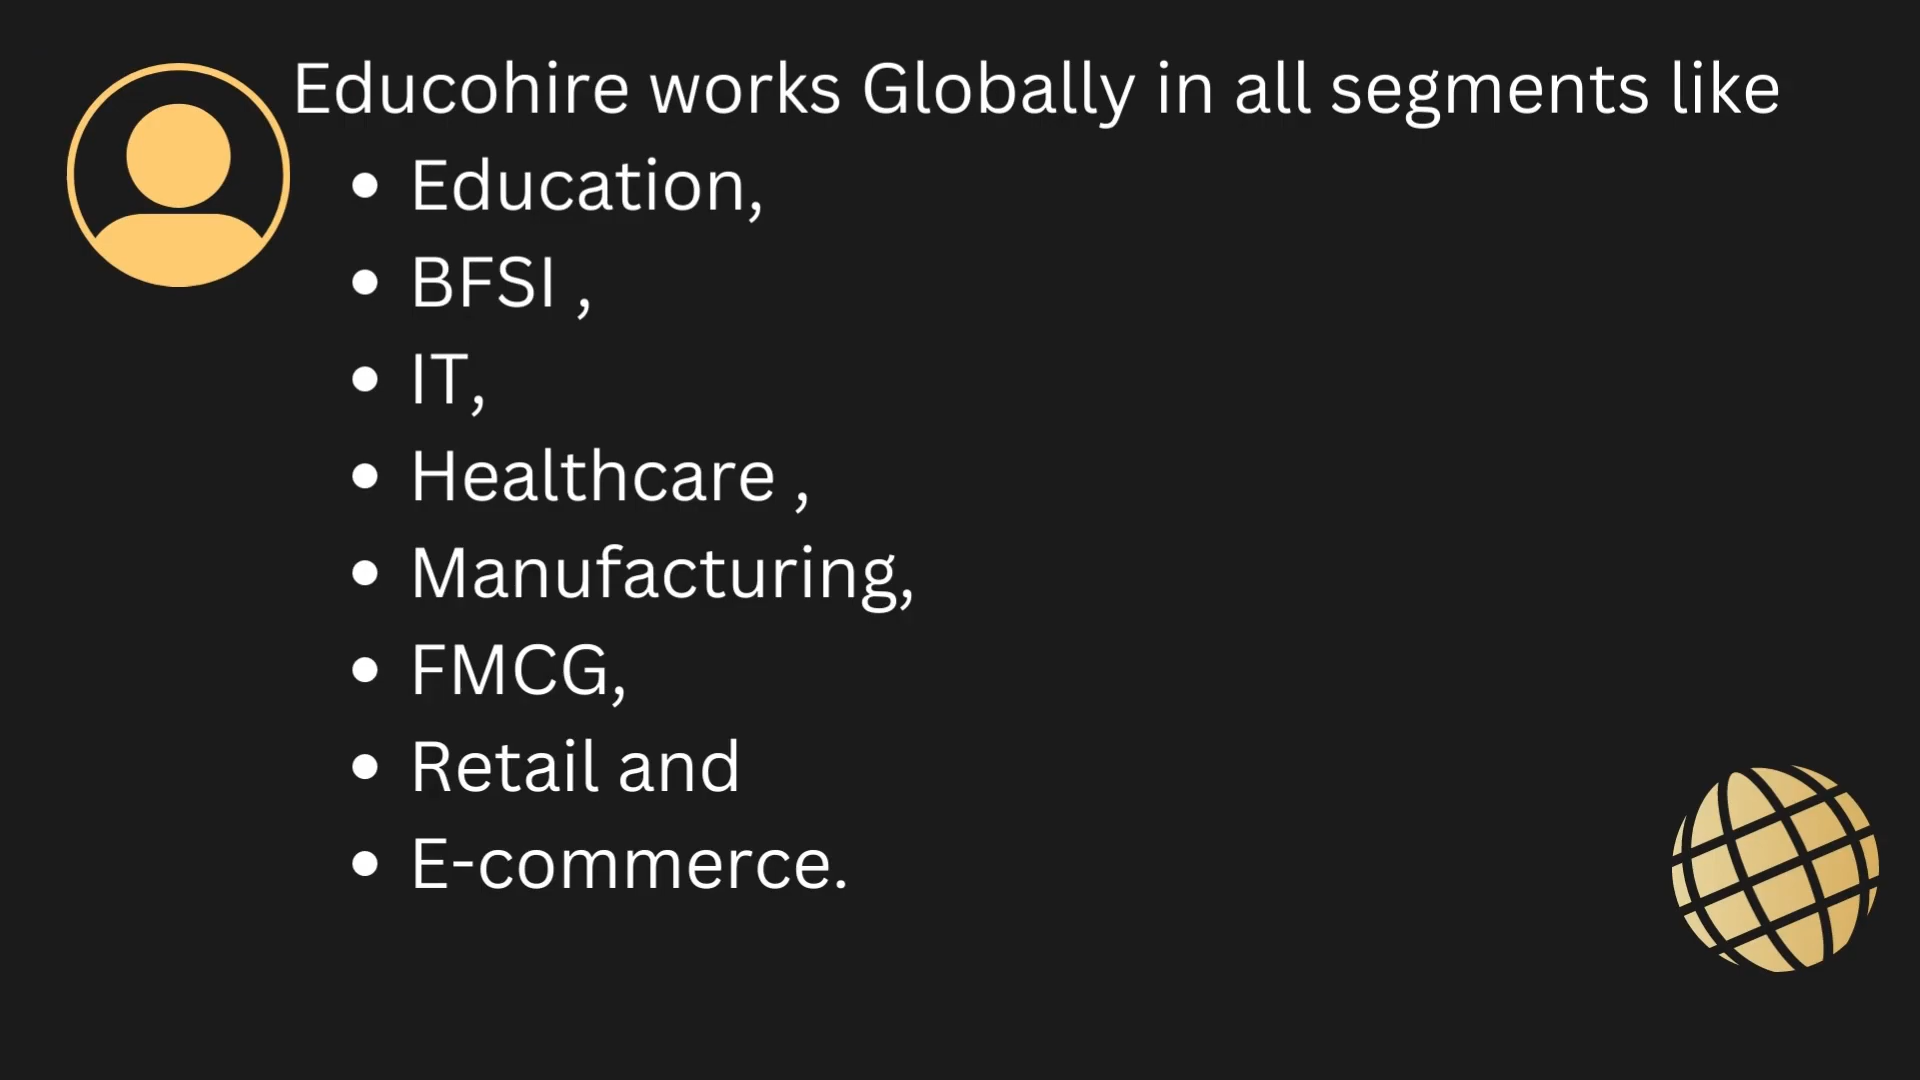 Educohire works Globally in all segments like
• Education,
• BFSI ,
• IT,
• Healthcare ,
• Manufacturing,
• FMCG,
• Retail and
• E-commerce.